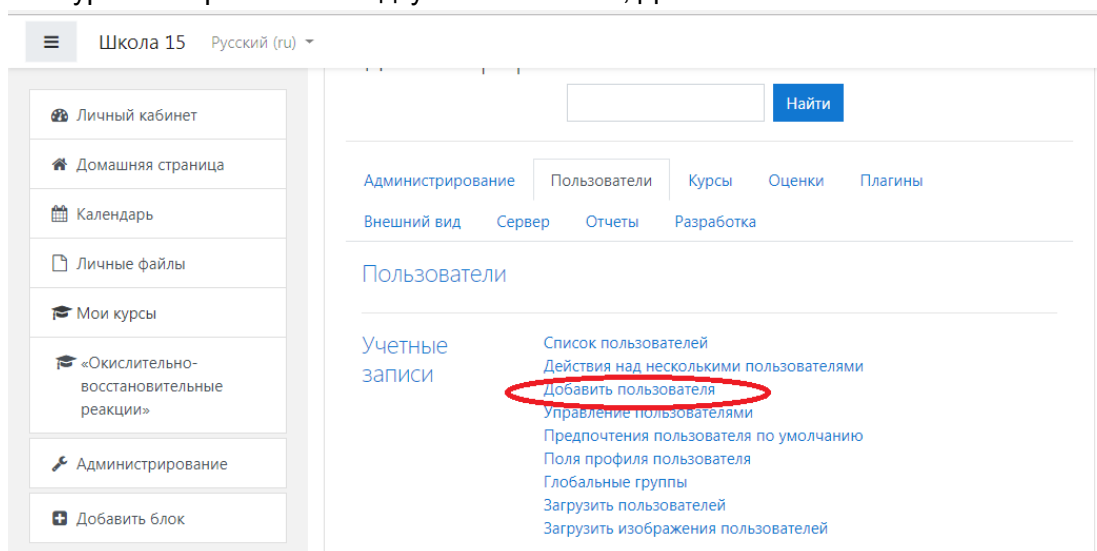 Школа 15 Русский (ru)
Найти
Личный кабинет
Домашняя страница
Календарь
Личные файлы
Мои курсы
«Окислительно-
восстановительные
реакции»
Администрирование
Добавить блок
Администрирование Пользователи Курсы Оценки Плагины
Внешний вид Сервер Отчеты Разработка
Пользователи
Учетные
записи
Список пользователей
Действия над несколькими пользователями
Добавить пользователя
Управление пользователями
Предпочтения пользователя по умолчанию
Поля профиля пользователя
Глобальные группы
Загрузить пользователей
Загрузить изображения пользователей